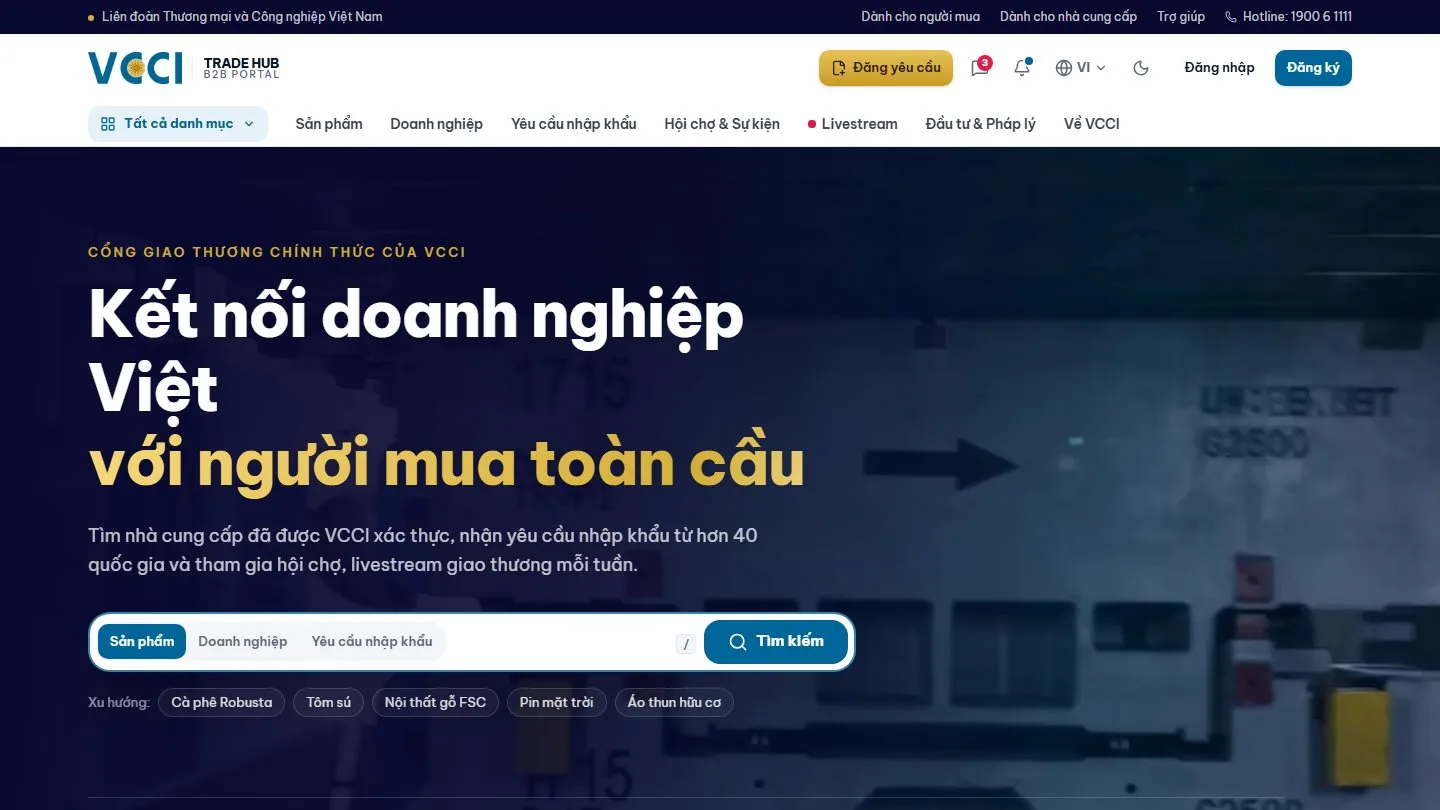 Liên đoàn Thương mại và Công nghiệp Việt Nam
Dành cho người mua
Dành cho nhà cung cấp
Trợ giúp
Hotline: 1900 6 1111
VCCI
TRADE HUB
B2B PORTAL
Đăng yêu cầu
3
VI
Đăng nhập
Đăng ký
Tất cả danh mục
Sản phẩm
Doanh nghiệp
Yêu cầu nhập khẩu
Hội chợ & Sự kiện
Livestream
Đầu tư & Pháp lý
Về VCCI
CỔNG GIAO THƯƠNG CHÍNH THỨC CỦA VCCI
Kết nối doanh nghiệp
Việt
với người mua toàn cầu
Tìm nhà cung cấp đã được VCCI xác thực, nhận yêu cầu nhập khẩu từ hơn 40
quốc gia và tham gia hội chợ, livestream giao thương mỗi tuần.
Sản phẩm
Doanh nghiệp
Yêu cầu nhập khẩu
/
Tìm kiếm
Xu hướng:
Cà phê Robusta
Tôm sú
Nội thất gỗ FSC
Pin mặt trời
Áo thun hữu cơ
1715
G2500